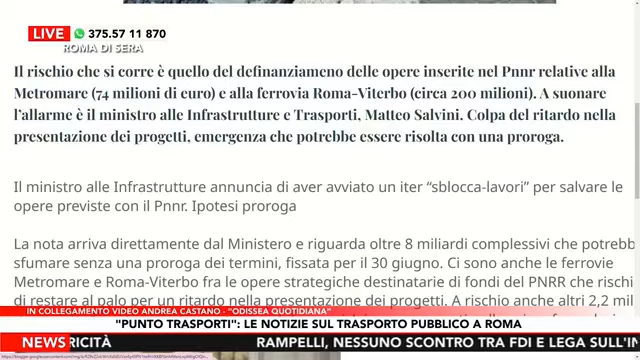 LIVE 375.57 11 870
ROMA DI SERA
Il rischio che si corre è quello del definanziameno delle opere inserite nel Pnnr relative alla
Metromare (74 milioni di euro) e alla ferrovia Roma-Viterbo (circa 200 milioni). A suonare
l'allarme è il ministro alle Infrastrutture e Trasporti, Matteo Salvini. Colpa del ritardo nella
presentazione dei progetti, emergenza che potrebbe essere risolta con una proroga.
Il ministro alle Infrastrutture annuncia di aver avviato un iter “sblocca-lavori” per salvare le
opere previste con il Pnnr. Ipotesi proroga
La nota arriva direttamente dal Ministero e riguarda oltre 8 miliardi complessivi che potrebb
sfumare senza una proroga dei termini, fissata per il 30 giugno. Ci sono anche le ferrovie
Metromare e Roma-Viterbo fra le opere strategiche destinatarie di fondi del PNRR che rischi
di restare al palo per un ritardo nella presentazione dei progetti. A rischio anche altri 2,2 mil
IN COLLEGAMENTO VIDEO ANDREA CASTANO - "ODISSEA QUOTIDIANA"
"PUNTO TRASPORTI": LE NOTIZIE SUL TRASPORTO PUBBLICO A ROMA
NEWS RICITÀ RAMPELLI, NESSUNO SCONTRO TRA FDI E LEGA SULL'